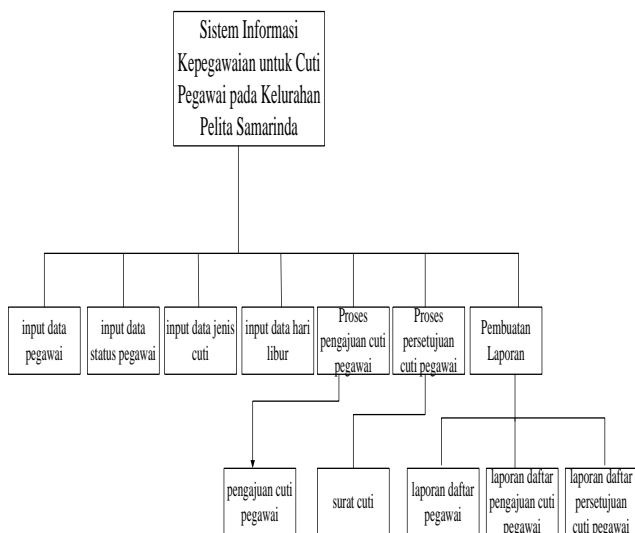 Sistem Informasi
Kepegawaian untuk Cuti
Pegawai pada Kelurahan
Pelita Samarinda
input data
pegawai
input data
status pegawai
input data jenis
cuti
input data hari
libur
Proses
pengajuan cuti
pegawai
Proses
persetujuan
cuti pegawai
Pembuatan
Laporan
pengajuan cuti
pegawai
surat cuti
laporan daftar
pegawai
laporan daftar
pengajuan cuti
pegawai
laporan daftar
persetujuan
cuti pegawai